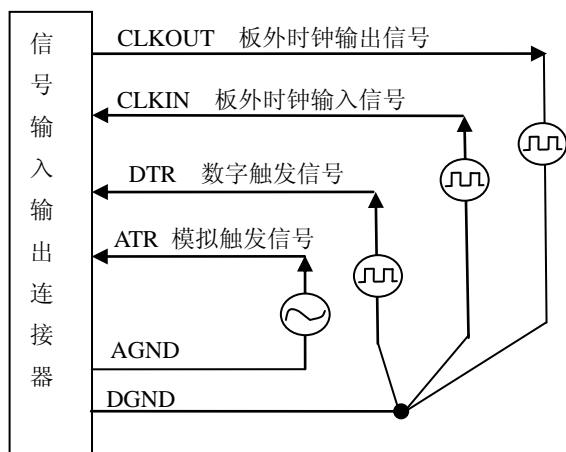 信号输入输出连接器
CLKOUT 板外时钟输出信号
CLKIN 板外时钟输入信号
DTR 数字触发信号
ATR 模拟触发信号
AGND
DGND